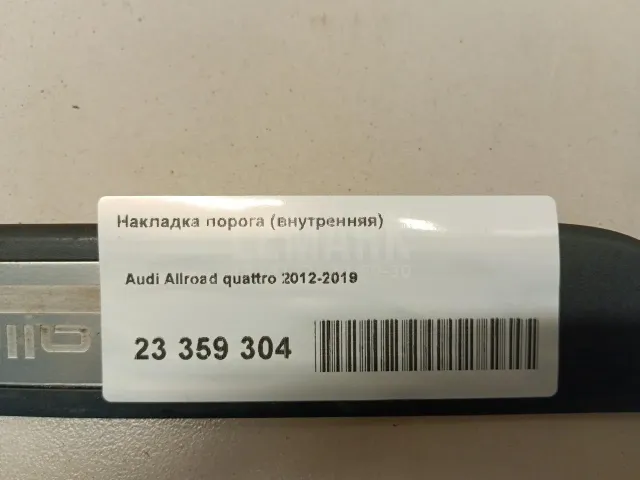 Накладка порога (внутренняя)
Audi Allroad quattro 2012-2019
23 359 304